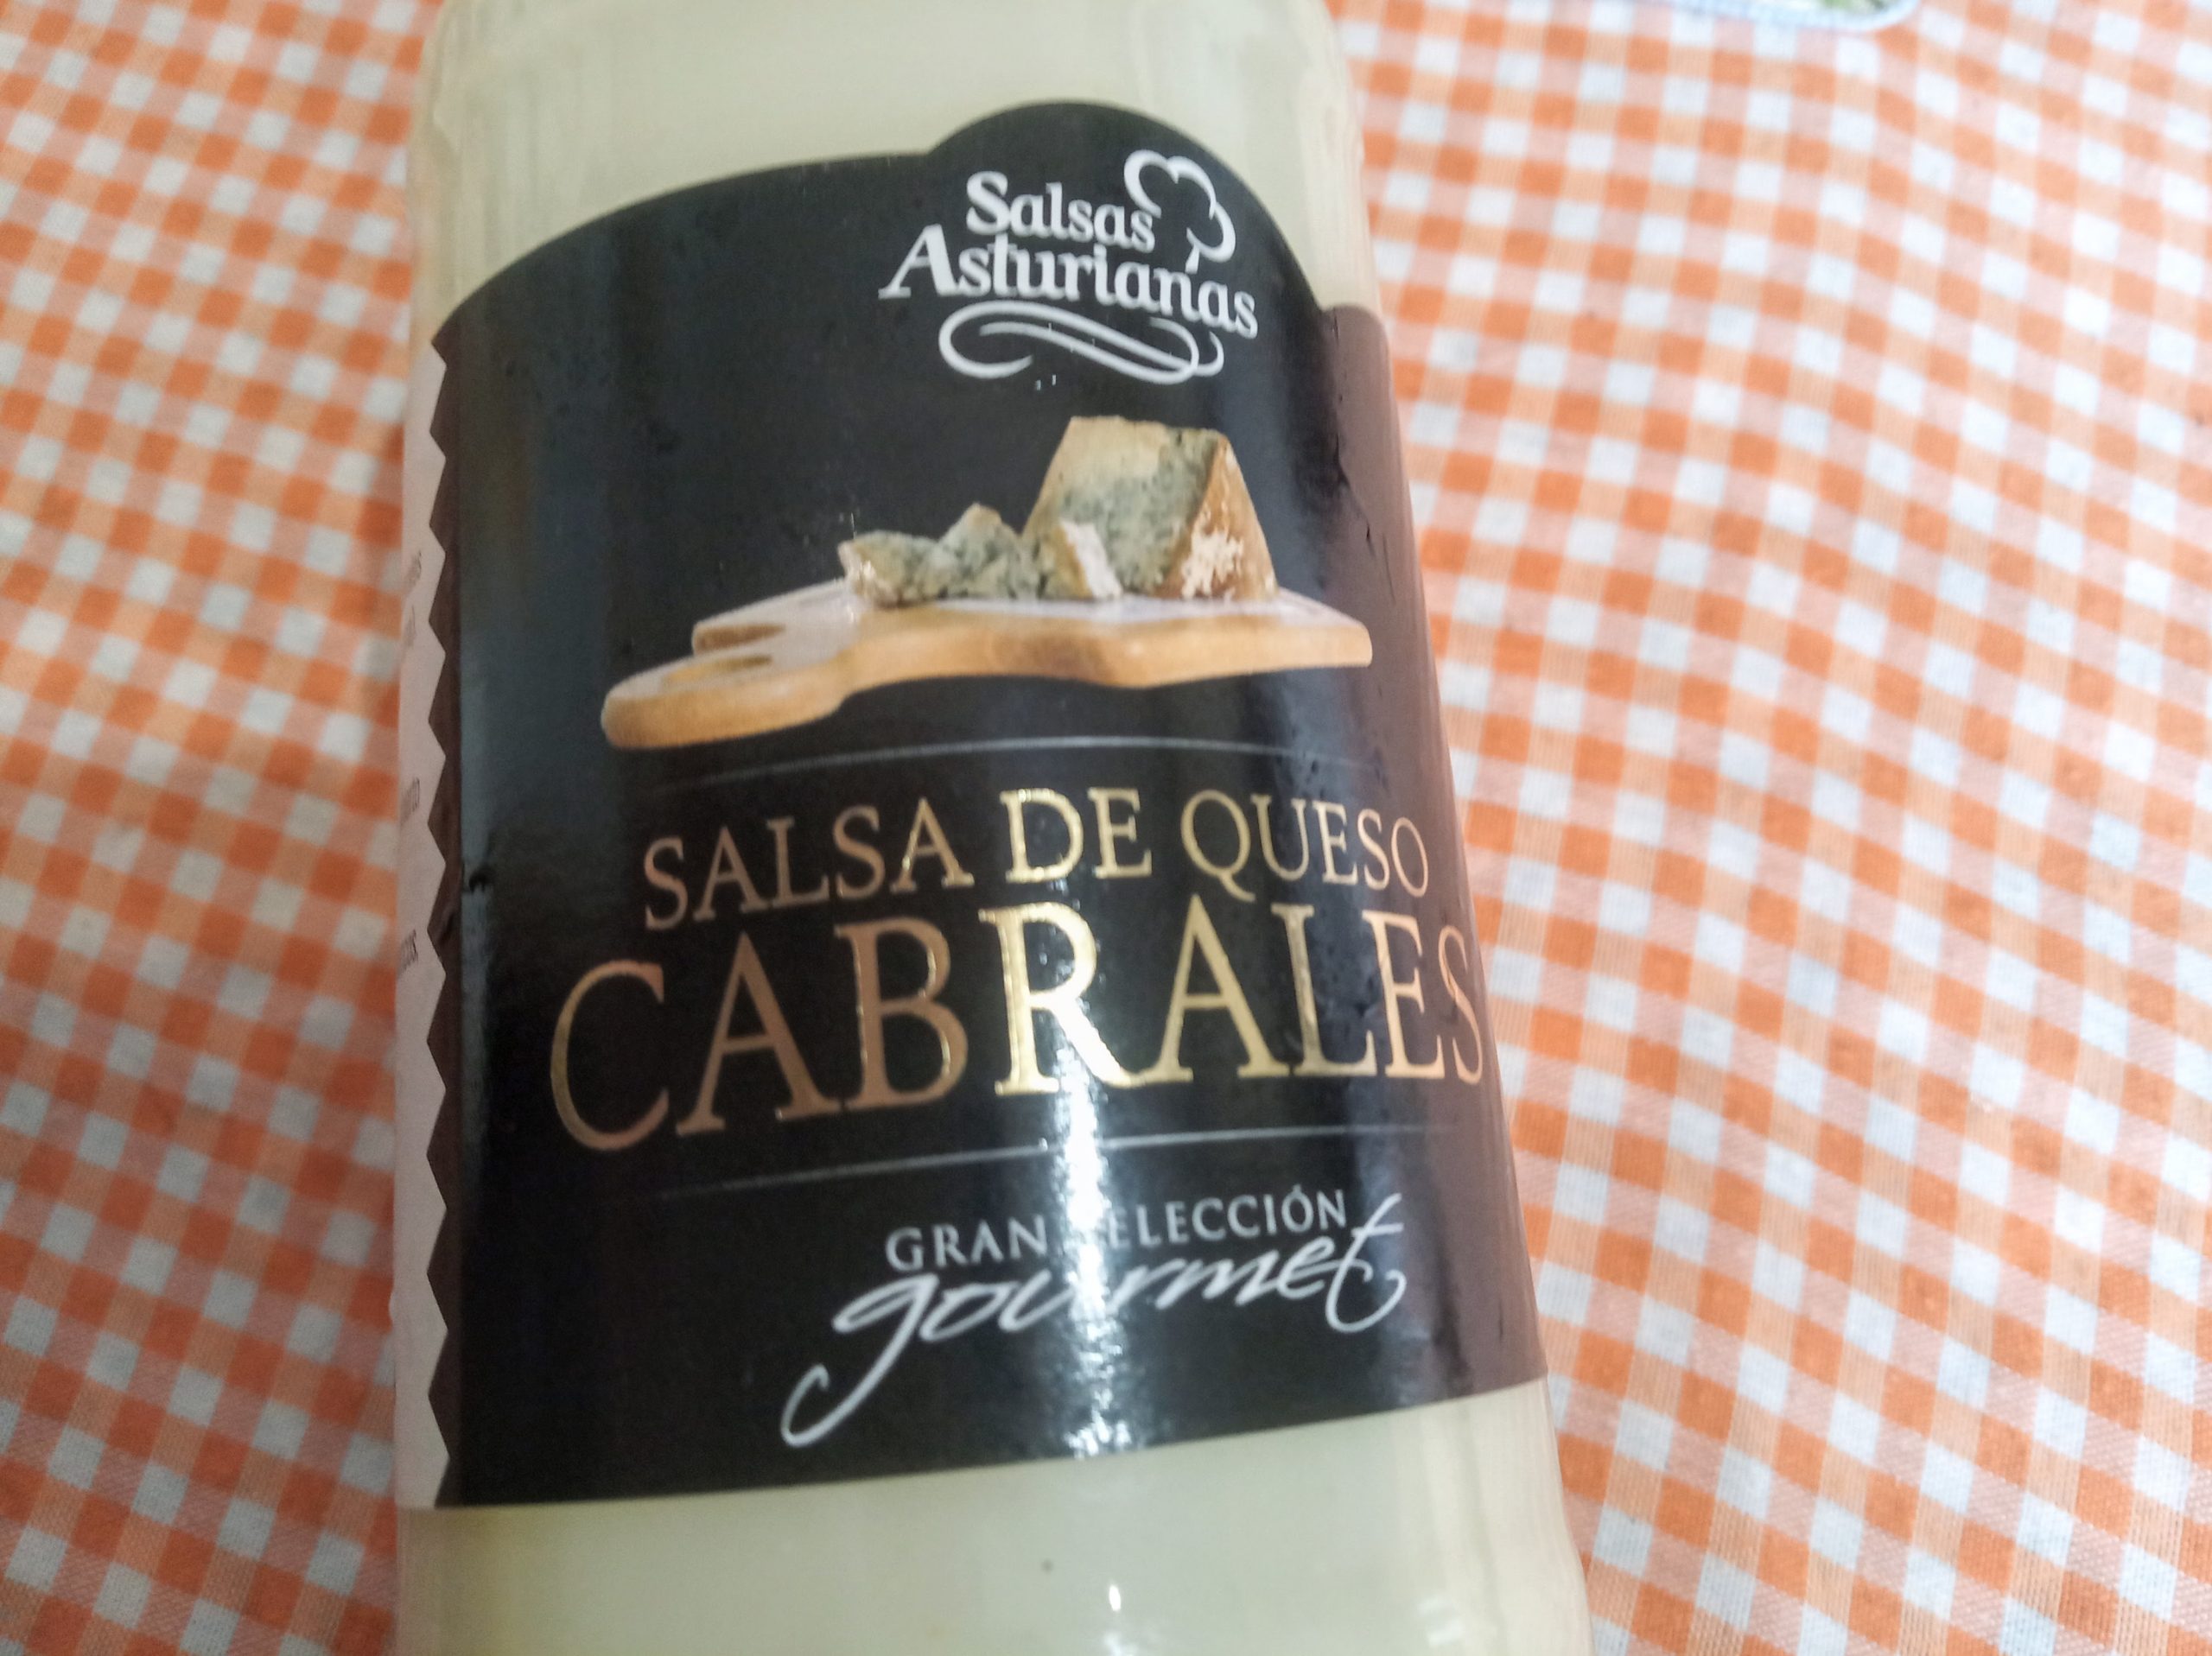 Salsas
Asturianas
SALSA DE QUESO
CABRALES
GRAN SELECCIÓN
gourmet